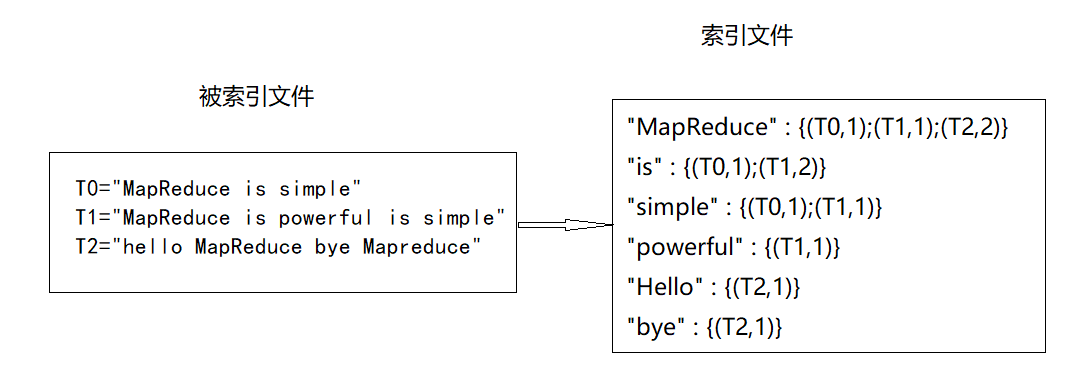 索引文件
被索引文件
T0="MapReduce is simple"
T1="MapReduce is powerful is simple"
T2="hello MapReduce bye Mapreduce"
"MapReduce" : {(T0,1);(T1,1);(T2,2)}
"is" : {(T0,1);(T1,2)}
"simple" : {(T0,1);(T1,1)}
"powerful" : {(T1,1)}
"Hello" : {(T2,1)}
"bye" : {(T2,1)}